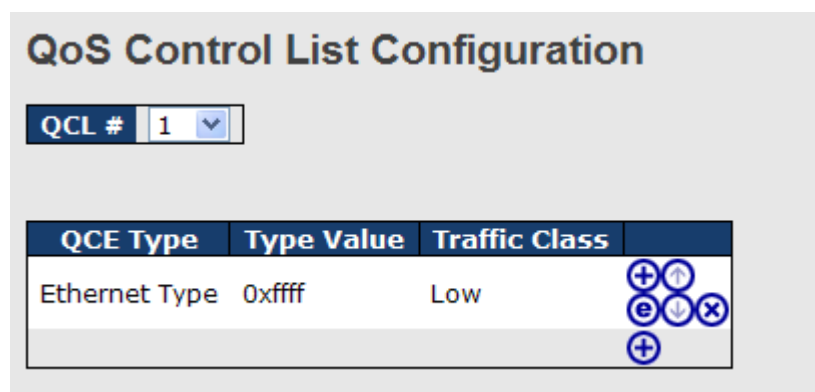 QoS Control List Configuration
QCL # 1
QCE Type Type Value Traffic Class
Ethernet Type 0xffff Low
e